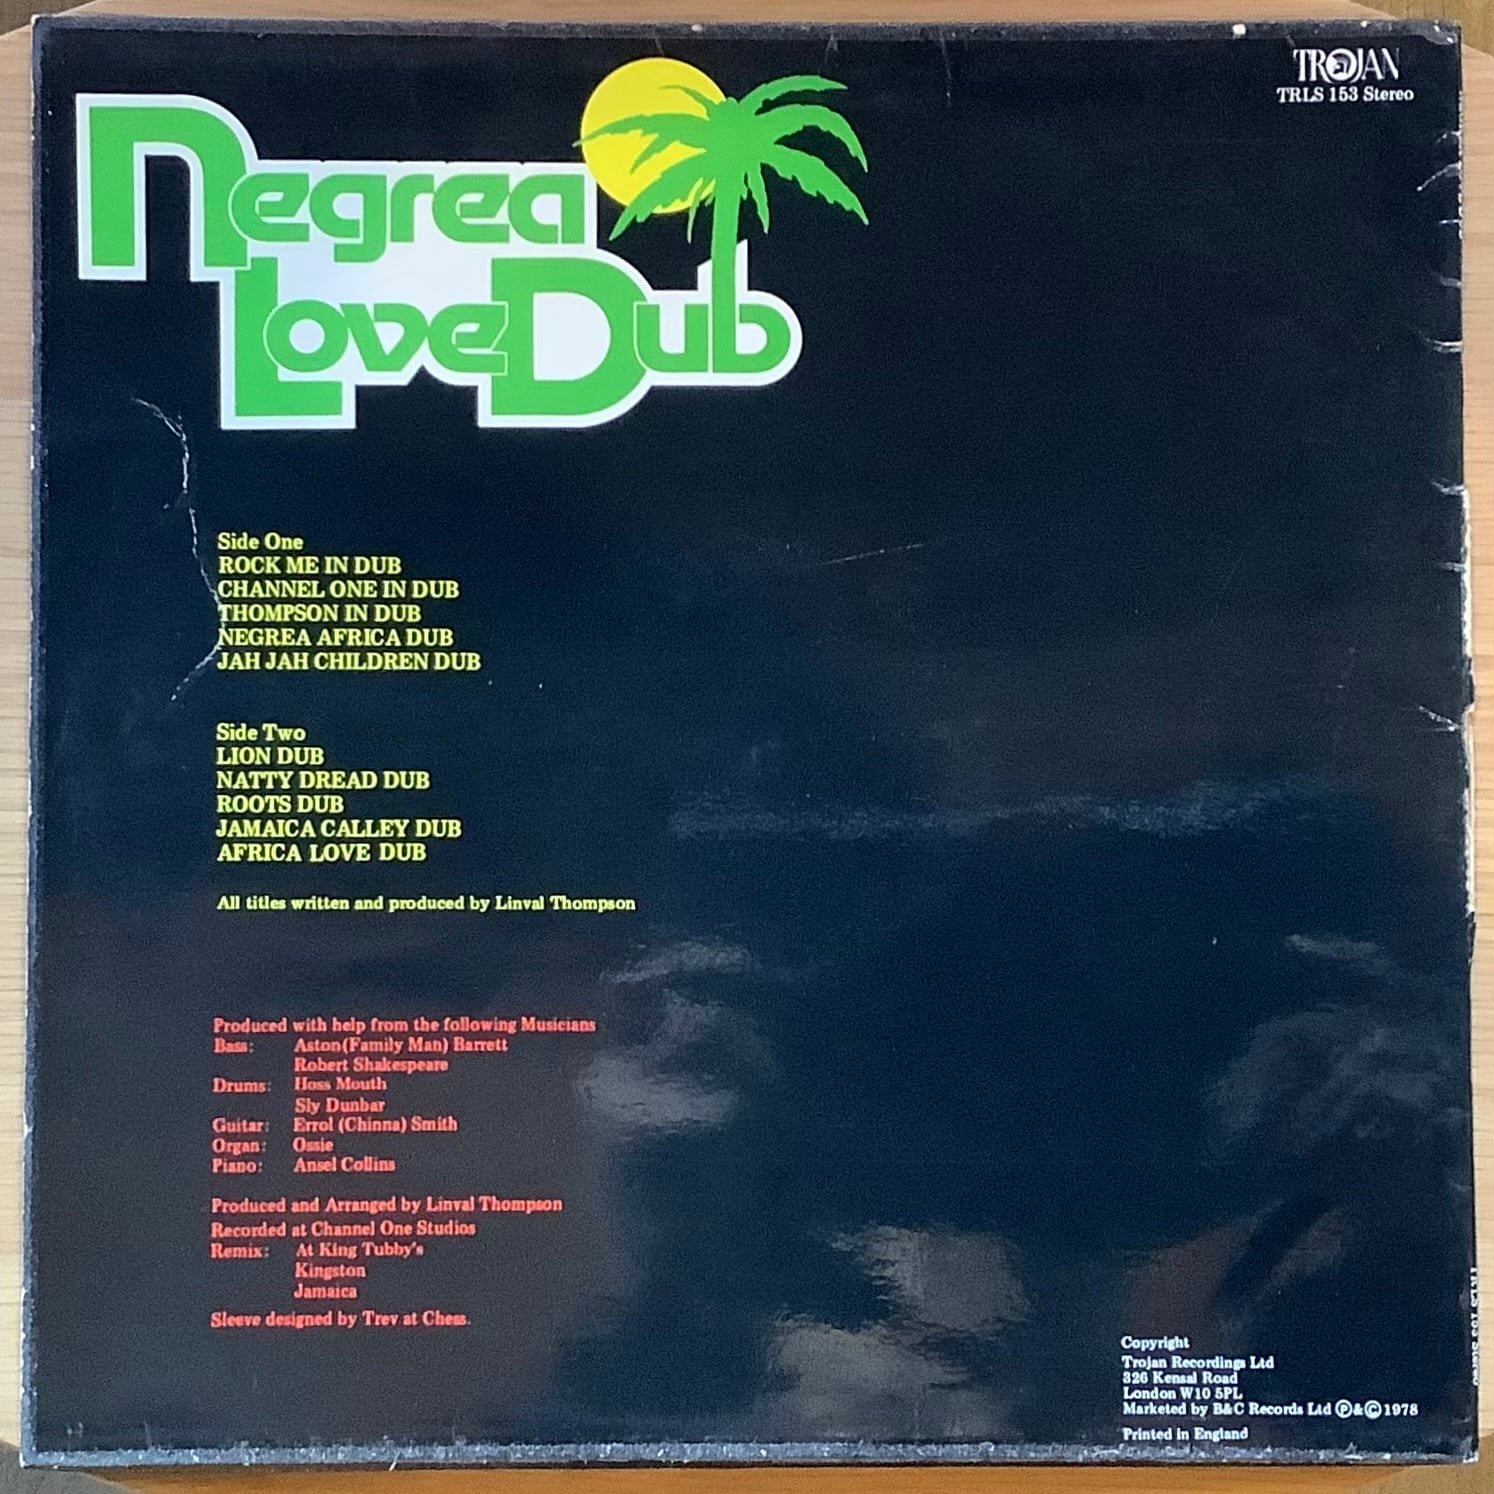 TROJAN
TRLS 153 Stereo
Negrea
Love Dub
Side One
ROCK ME IN DUB
CHANNEL ONE IN DUB
THOMPSON IN DUB
NEGREA AFRICA DUB
JAH JAH CHILDREN DUB
Side Two
LION DUB
NATTY DREAD DUB
ROOTS DUB
JAMAICA CALLEY DUB
AFRICA LOVE DUB
All titles written and produced by Linval Thompson
Produced with help from the following Musicians
Bass: Aston(Family Man) Barrett
Robert Shakespeare
Drums: Hoss Mouth
Sly Dunbar
Guitar: Errol (Chinna) Smith
Organ: Ossie
Piano: Ansel Collins
Produced and Arranged by Linval Thompson
Recorded at Channel One Studios
Remix: At King Tubby's
Kingston
Jamaica
Sleeve designed by Trev at Chess.
Copyright
Trojan Recordings Ltd
326 Kensal Road
London W10 5PL
Marketed by B&C Records Ltd Ⓟ&©1978
Printed in England